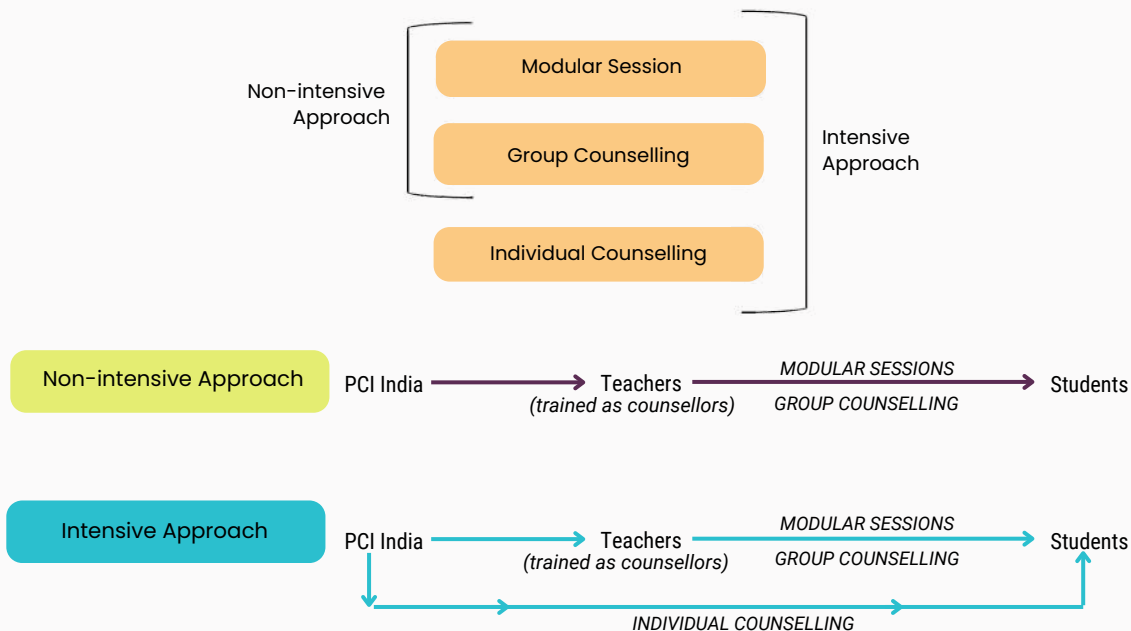 Modular Session
Non-intensive
Approach
Group Counselling
Intensive
Approach
Individual Counselling
Non-intensive Approach
PCI India
Teachers
(trained as counsellors)
MODULAR SESSIONS
GROUP COUNSELLING
Students
Intensive Approach
PCI India
Teachers
(trained as counsellors)
MODULAR SESSIONS
GROUP COUNSELLING
Students
INDIVIDUAL COUNSELLING